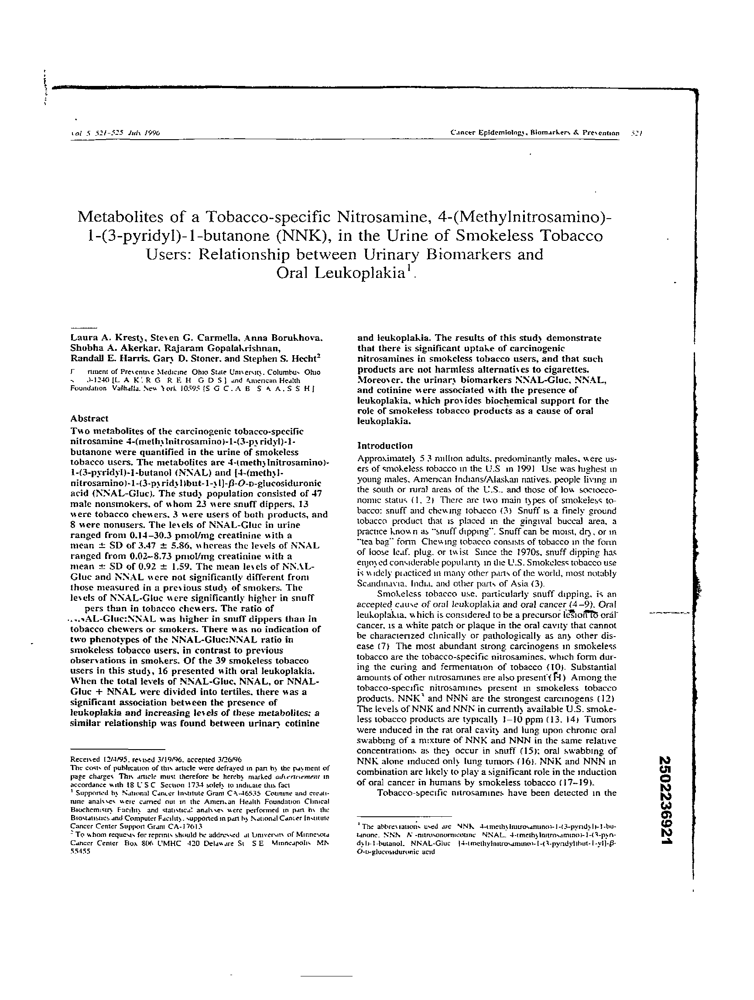 Vol 5 521-525 July 1996
Cancer Epidemiology, Biomarkers & Prevention 521
Metabolites of a Tobacco-specific Nitrosamine, 4-(Methylnitrosamino)-
1-(3-pyridyl)-1-butanone (NNK), in the Urine of Smokeless Tobacco
Users: Relationship between Urinary Biomarkers and
Oral Leukoplakia¹.
Laura A. Kresty, Steven G. Carmella, Anna Borukhova,
Shobha A. Akerkar, Rajaram Gopalakrishnan,
Randall E. Harris, Gary D. Stoner, and Stephen S. Hecht²
riment of Preventive Medicine Ohio State University, Columbus Ohio
3-1240 [L. A. K., R. G R. E. H G D S] and American Health
Foundation Valhalla, New York 10595 [S G C, A B S A A, S S H]
Abstract
Two metabolites of the carcinogenic tobacco-specific
nitrosamine 4-(methylnitrosamino)-1-(3-pyridyl)-1-
butanone were quantified in the urine of smokeless
tobacco users. The metabolites are 4-(methylnitrosamino)-
1-(3-pyridyl)-1-butanol (NNAL) and [4-(methyl-
nitrosamino)-1-(3-pyridyl)but-1-yl]-β-O-D-glucosiduronic
acid (NNAL-Gluc). The study population consisted of 47
male nonsmokers, of whom 23 were snuff dippers, 13
were tobacco chewers, 3 were users of both products, and
8 were nonusers. The levels of NNAL-Gluc in urine
ranged from 0.14–30.3 pmol/mg creatinine with a
mean ± SD of 3.47 ± 5.86, whereas the levels of NNAL
ranged from 0.02–8.73 pmol/mg creatinine with a
mean ± SD of 0.92 ± 1.59. The mean levels of NNAL-
Gluc and NNAL were not significantly different from
those measured in a previous study of smokers. The
levels of NNAL-Gluc were significantly higher in snuff
pers than in tobacco chewers. The ratio of
AL-Gluc:NNAL was higher in snuff dippers than in
tobacco chewers or smokers. There was no indication of
two phenotypes of the NNAL-Gluc:NNAL ratio in
smokeless tobacco users, in contrast to previous
observations in smokers. Of the 39 smokeless tobacco
users in this study, 16 presented with oral leukoplakia.
When the total levels of NNAL-Gluc, NNAL, or NNAL-
Gluc + NNAL were divided into tertiles, there was a
significant association between the presence of
leukoplakia and increasing levels of these metabolites; a
similar relationship was found between urinary cotinine
Received 12/4/95, revised 3/19/96, accepted 3/26/96
The costs of publication of this article were defrayed in part by the payment of
page charges This article must therefore be hereby marked advertisement in
accordance with 18 U S C Section 1734 solely to indicate this fact
¹ Supported by National Cancer Institute Grant CA-46535 Cotinine and creati-
nine analyses were carried out in the American Health Foundation Clinical
Biochemistry Facility and statistical analyses were performed in part by the
Biostatistics and Computer Facility, supported in part by National Cancer Institute
Cancer Center Support Grant CA-17613
² To whom requests for reprints should be addressed at University of Minnesota
Cancer Center Box 806 UMHC 420 Delaware St S E Minneapolis MN
55455
and leukoplakia. The results of this study demonstrate
that there is significant uptake of carcinogenic
nitrosamines in smokeless tobacco users, and that such
products are not harmless alternatives to cigarettes.
Moreover, the urinary biomarkers NNAL-Gluc, NNAL,
and cotinine were associated with the presence of
leukoplakia, which provides biochemical support for the
role of smokeless tobacco products as a cause of oral
leukoplakia.
Introduction
Approximately 5 3 million adults, predominantly males, were us-
ers of smokeless tobacco in the U.S in 1991 Use was highest in
young males, American Indians/Alaskan natives, people living in
the south or rural areas of the U.S., and those of low socioeco-
nomic status (1, 2) There are two main types of smokeless to-
bacco: snuff and chewing tobacco (3) Snuff is a finely ground
tobacco product that is placed in the gingival buccal area, a
practice known as "snuff dipping". Snuff can be moist, dry, or in
"tea bag" form Chewing tobacco consists of tobacco in the form
of loose leaf, plug, or twist Since the 1970s, snuff dipping has
enjoyed considerable popularity in the U.S. Smokeless tobacco use
is widely practiced in many other parts of the world, most notably
Scandinavia, India, and other parts of Asia (3).
Smokeless tobacco use, particularly snuff dipping, is an
accepted cause of oral leukoplakia and oral cancer (4–9). Oral
leukoplakia, which is considered to be a precursor lesion to oral
cancer, is a white patch or plaque in the oral cavity that cannot
be characterized clinically or pathologically as any other dis-
ease (7) The most abundant strong carcinogens in smokeless
tobacco are the tobacco-specific nitrosamines, which form dur-
ing the curing and fermentation of tobacco (10). Substantial
amounts of other nitrosamines are also present (11) Among the
tobacco-specific nitrosamines present in smokeless tobacco
products, NNK³ and NNN are the strongest carcinogens (12)
The levels of NNK and NNN in currently available U.S. smoke-
less tobacco products are typically 1–10 ppm (13, 14) Tumors
were induced in the rat oral cavity and lung upon chronic oral
swabbing of a mixture of NNK and NNN in the same relative
concentrations as they occur in snuff (15); oral swabbing of
NNK alone induced only lung tumors (16). NNK and NNN in
combination are likely to play a significant role in the induction
of oral cancer in humans by smokeless tobacco (17–19).
Tobacco-specific nitrosamines have been detected in the
³ The abbreviations used are NNK 4-(methylnitrosamino)-1-(3-pyridyl)-1-bu-
tanone, NNN N'-nitrosonornicotine NNAL, 4-(methylnitrosamino)-1-(3-pyri-
dyl)-1-butanol, NNAL-Gluc [4-(methylnitrosamino)-1-(3-pyridyl)but-1-yl]-β-
O-D-glucosiduronic acid
2502236921